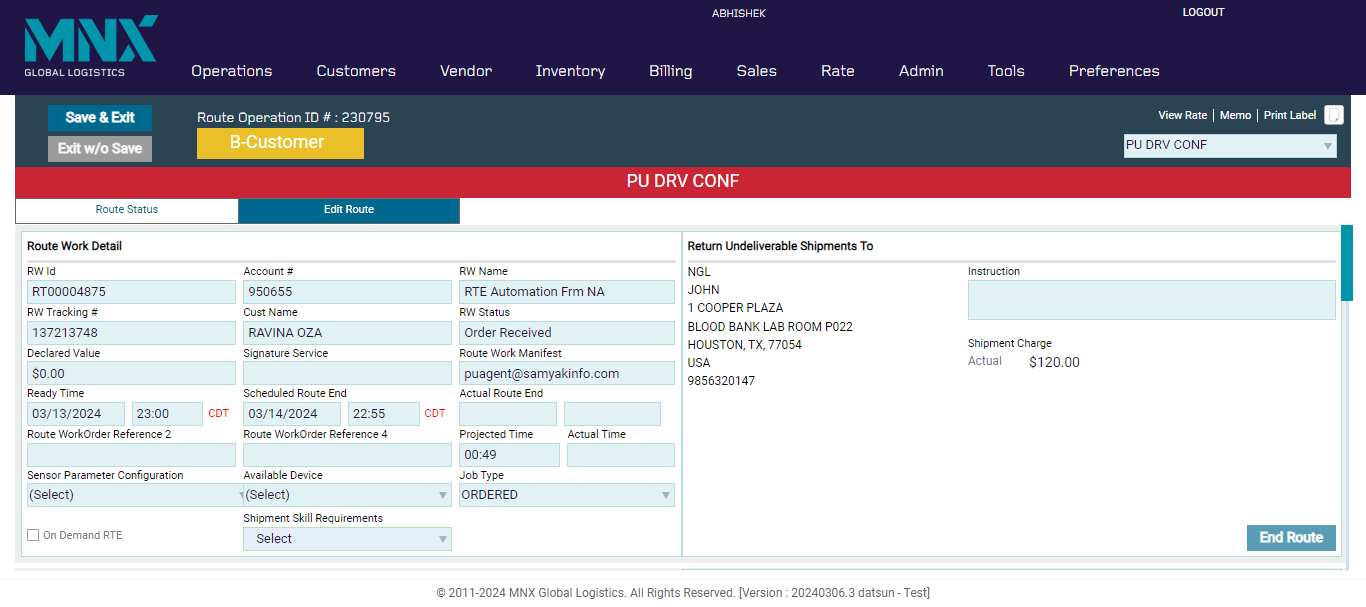 MNX
GLOBAL LOGISTICS
ABHISHEK
LOGOUT
Operations Customers Vendor Inventory Billing Sales Rate Admin Tools Preferences
Save & Exit
Exit w/o Save
Route Operation ID # : 230795
B-Customer
View Rate | Memo | Print Label
PU DRV CONF
PU DRV CONF
Route Status Edit Route
Route Work Detail
RW Id Account # RW Name
RT00004875 950655 RTE Automation Frm NA
RW Tracking # Cust Name RW Status
137213748 RAVINA OZA Order Received
Declared Value Signature Service Route Work Manifest
$0.00 puagent@samyakinfo.com
Ready Time Scheduled Route End Actual Route End
03/13/2024 23:00 CDT 03/14/2024 22:55 CDT
Route WorkOrder Reference 2 Route WorkOrder Reference 4 Projected Time Actual Time
00:49
Sensor Parameter Configuration Available Device Job Type
(Select) (Select) ORDERED
Shipment Skill Requirements
On Demand RTE Select
Return Undeliverable Shipments To
NGL
JOHN
1 COOPER PLAZA
BLOOD BANK LAB ROOM P022
HOUSTON, TX, 77054
USA
9856320147
Instruction
Shipment Charge
Actual $120.00
End Route
© 2011-2024 MNX Global Logistics. All Rights Reserved. [Version : 20240306.3 datsun - Test]